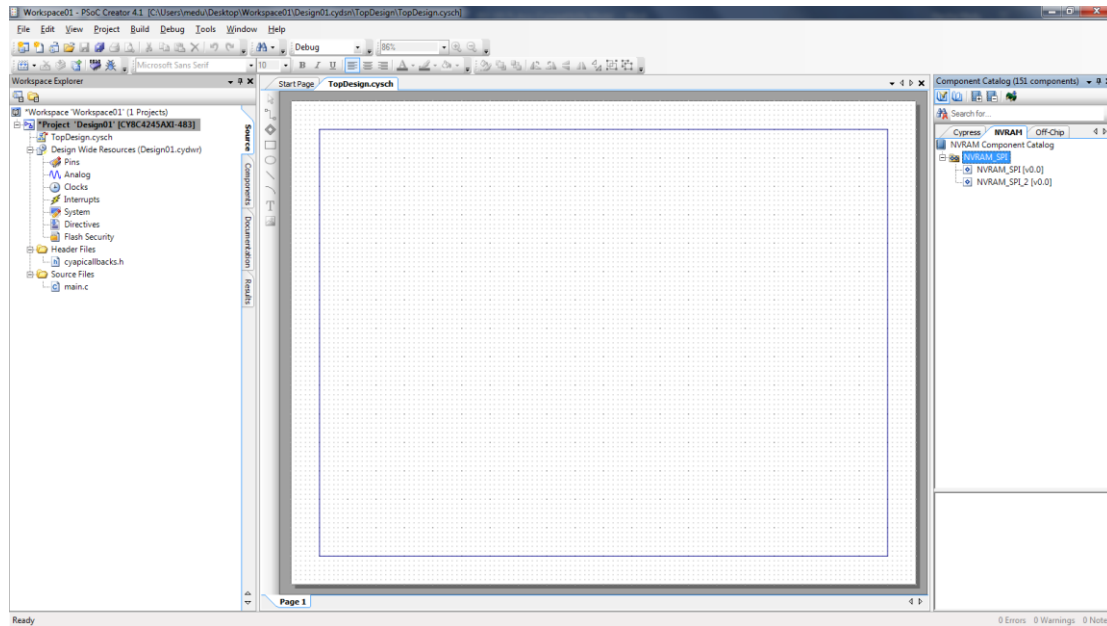 Workspace01 - PSoC Creator 4.1 [C:\Users\medu\Desktop\Workspace01\Design01.cydsn\TopDesign\TopDesign.cysch]
File Edit View Project Build Debug Tools Window Help
Debug 86%
Microsoft Sans Serif 10 B I U
Workspace Explorer
*Workspace 'Workspace01' (1 Projects)
*Project 'Design01' [CY8C4245AXI-483]
TopDesign.cysch
Design Wide Resources (Design01.cydwr)
Pins
Analog
Clocks
Interrupts
System
Directives
Flash Security
Header Files
cyapicallbacks.h
Source Files
main.c
Source
Components
Documentation
Results
Start Page TopDesign.cysch
T
Page 1
Component Catalog (151 components)
Search for...
Cypress NVRAM Off-Chip
NVRAM Component Catalog
NVRAM_SPI
NVRAM_SPI [v0.0]
NVRAM_SPI_2 [v0.0]
Ready
0 Errors 0 Warnings 0 Note